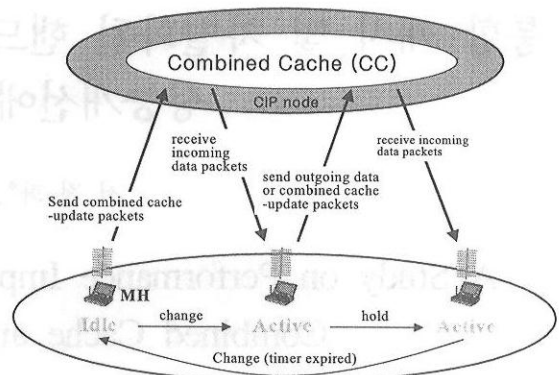 Combined Cache (CC)
CIP node
receive
incoming
data packets
receive incoming
data packets
send outgoing data
or combined cache
-update packets
Send combined cache
-update packets
MH
Idle
change
Active
hold
Active
Change (timer expired)